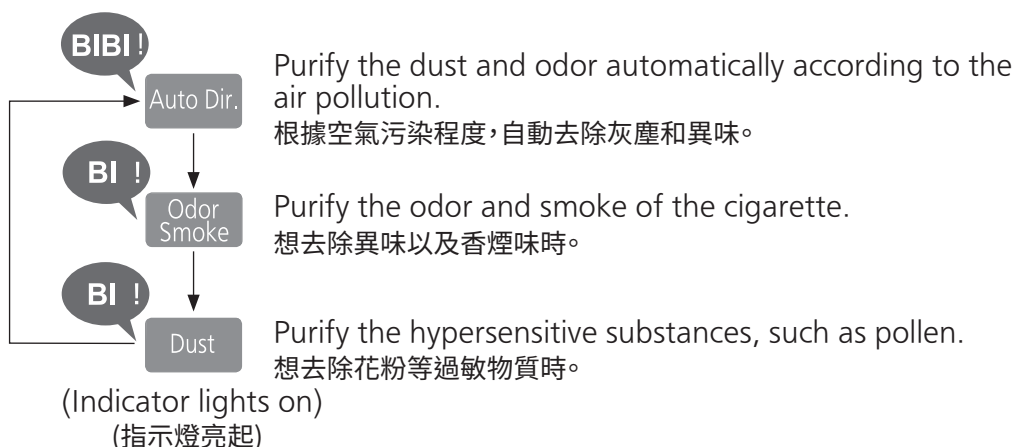 BIBI !
Auto Dir.
Purify the dust and odor automatically according to the
air pollution.
根據空氣污染程度，自動去除灰塵和異味。
BI !
Odor
Smoke
Purify the odor and smoke of the cigarette.
想去除異味以及香煙味時。
BI !
Dust
Purify the hypersensitive substances, such as pollen.
想去除花粉等過敏物質時。
(Indicator lights on)
(指示燈亮起)